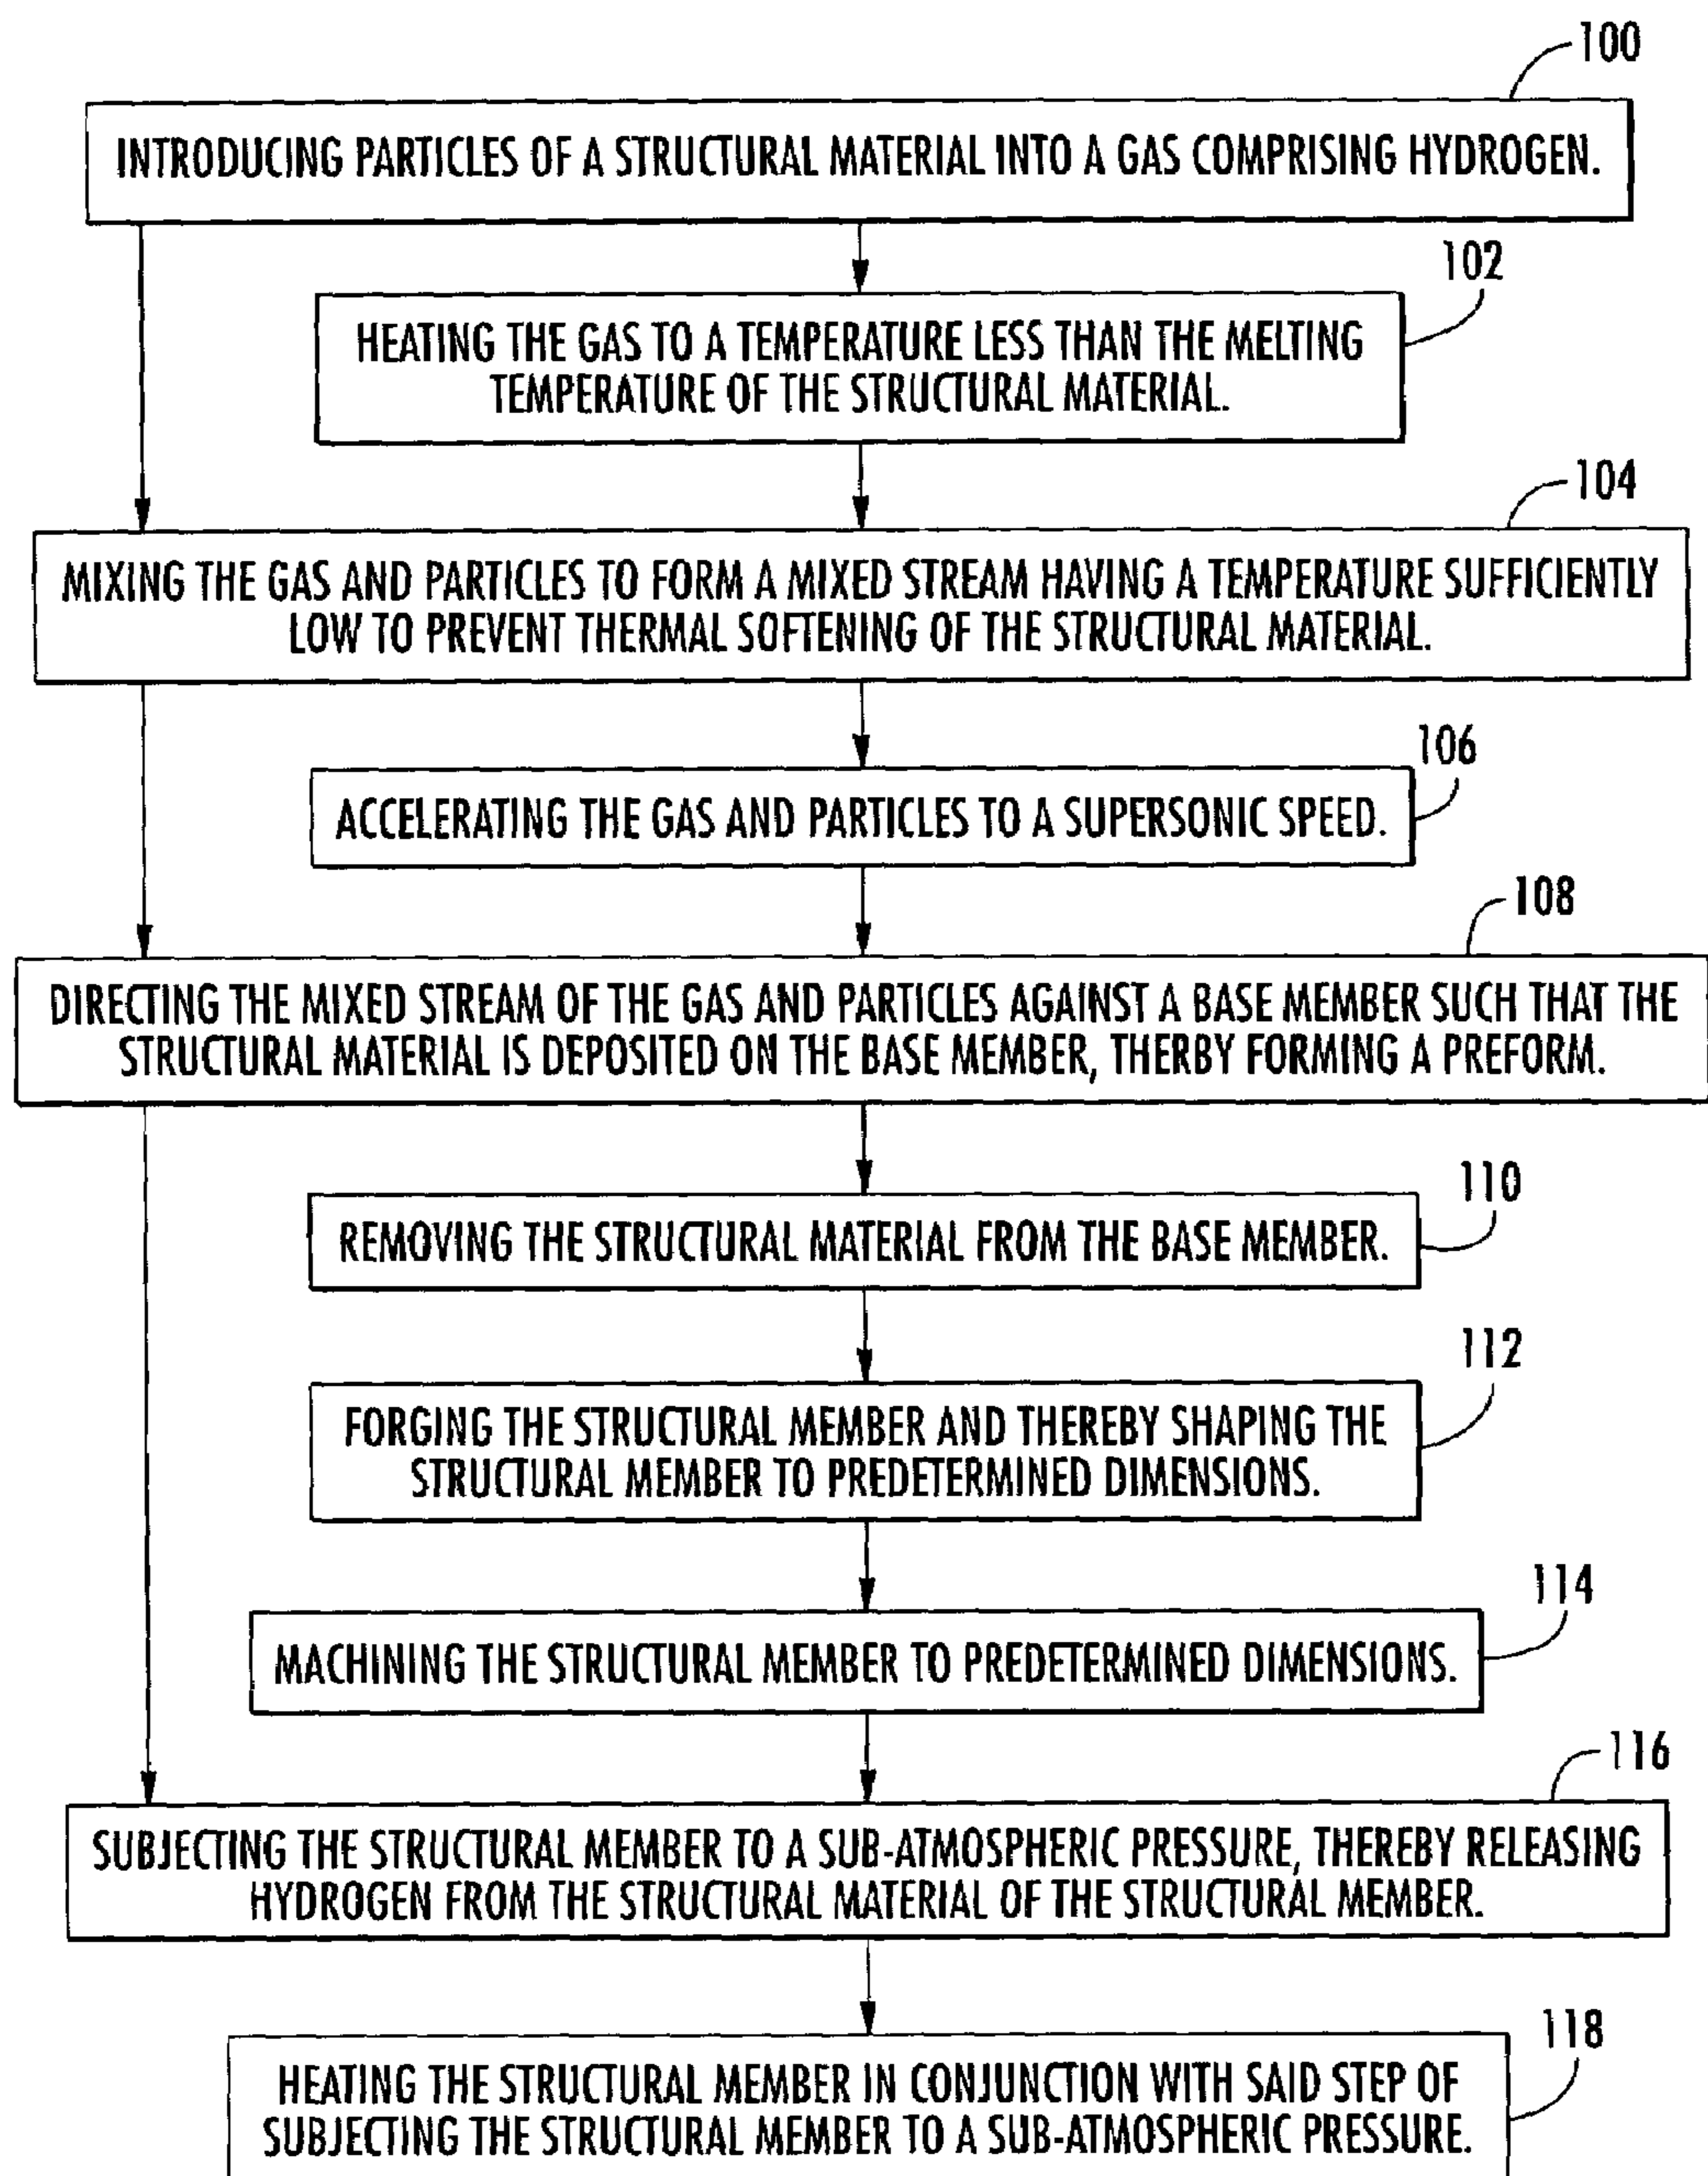 100
INTRODUCING PARTICLES OF A STRUCTURAL MATERIAL INTO A GAS COMPRISING HYDROGEN.
102
HEATING THE GAS TO A TEMPERATURE LESS THAN THE MELTING
TEMPERATURE OF THE STRUCTURAL MATERIAL.
104
MIXING THE GAS AND PARTICLES TO FORM A MIXED STREAM HAVING A TEMPERATURE SUFFICIENTLY
LOW TO PREVENT THERMAL SOFTENING OF THE STRUCTURAL MATERIAL.
106
ACCELERATING THE GAS AND PARTICLES TO A SUPERSONIC SPEED.
108
DIRECTING THE MIXED STREAM OF THE GAS AND PARTICLES AGAINST A BASE MEMBER SUCH THAT THE
STRUCTURAL MATERIAL IS DEPOSITED ON THE BASE MEMBER, THERBY FORMING A PREFORM.
110
REMOVING THE STRUCTURAL MATERIAL FROM THE BASE MEMBER.
112
FORGING THE STRUCTURAL MEMBER AND THEREBY SHAPING THE
STRUCTURAL MEMBER TO PREDETERMINED DIMENSIONS.
114
MACHINING THE STRUCTURAL MEMBER TO PREDETERMINED DIMENSIONS.
116
SUBJECTING THE STRUCTURAL MEMBER TO A SUB-ATMOSPHERIC PRESSURE, THEREBY RELEASING
HYDROGEN FROM THE STRUCTURAL MATERIAL OF THE STRUCTURAL MEMBER.
118
HEATING THE STRUCTURAL MEMBER IN CONJUNCTION WITH SAID STEP OF
SUBJECTING THE STRUCTURAL MEMBER TO A SUB-ATMOSPHERIC PRESSURE.